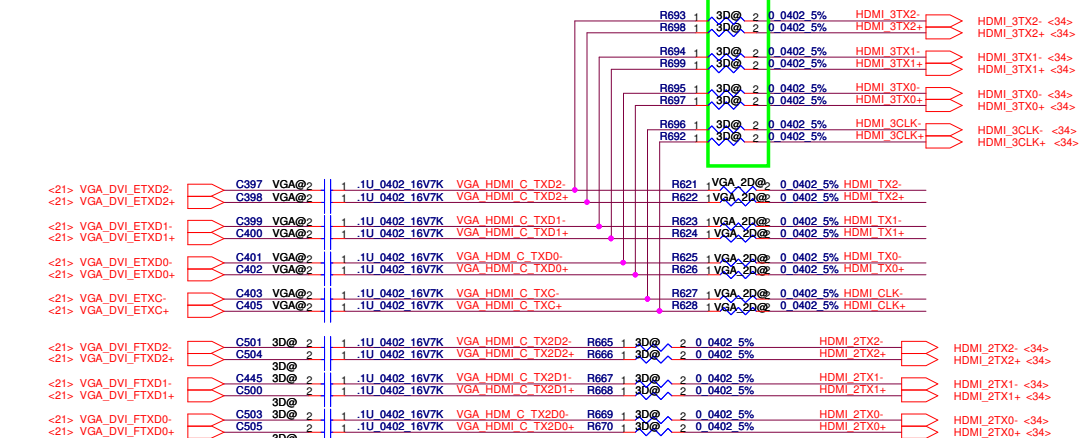 R693 1 3D@ 2 0_0402_5% HDMI_3TX2- HDMI_3TX2- <34>
R698 1 3D@ 2 0_0402_5% HDMI_3TX2+ HDMI_3TX2+ <34>
R694 1 3D@ 2 0_0402_5% HDMI_3TX1- HDMI_3TX1- <34>
R699 1 3D@ 2 0_0402_5% HDMI_3TX1+ HDMI_3TX1+ <34>
R695 1 3D@ 2 0_0402_5% HDMI_3TX0- HDMI_3TX0- <34>
R697 1 3D@ 2 0_0402_5% HDMI_3TX0+ HDMI_3TX0+ <34>
R696 1 3D@ 2 0_0402_5% HDMI_3CLK- HDMI_3CLK- <34>
R692 1 3D@ 2 0_0402_5% HDMI_3CLK+ HDMI_3CLK+ <34>
<21> VGA_DVI_ETXD2- C397 VGA@ 2 1 .1U_0402_16V7K VGA_HDMI_C_TXD2- R621 1 VGA_2D@ 2 0_0402_5% HDMI_TX2-
<21> VGA_DVI_ETXD2+ C398 VGA@ 2 1 .1U_0402_16V7K VGA_HDMI_C_TXD2+ R622 1 VGA_2D@ 2 0_0402_5% HDMI_TX2+
<21> VGA_DVI_ETXD1- C399 VGA@ 2 1 .1U_0402_16V7K VGA_HDMI_C_TXD1- R623 1 VGA_2D@ 2 0_0402_5% HDMI_TX1-
<21> VGA_DVI_ETXD1+ C400 VGA@ 2 1 .1U_0402_16V7K VGA_HDMI_C_TXD1+ R624 1 VGA_2D@ 2 0_0402_5% HDMI_TX1+
<21> VGA_DVI_ETXD0- C401 VGA@ 2 1 .1U_0402_16V7K VGA_HDM_C_TXD0- R625 1 VGA_2D@ 2 0_0402_5% HDMI_TX0-
<21> VGA_DVI_ETXD0+ C402 VGA@ 2 1 .1U_0402_16V7K VGA_HDMI_C_TXD0+ R626 1 VGA_2D@ 2 0_0402_5% HDMI_TX0+
<21> VGA_DVI_ETXC- C403 VGA@ 2 1 .1U_0402_16V7K VGA_HDMI_C_TXC- R627 1 VGA_2D@ 2 0_0402_5% HDMI_CLK-
<21> VGA_DVI_ETXC+ C405 VGA@ 2 1 .1U_0402_16V7K VGA_HDMI_C_TXC+ R628 1 VGA_2D@ 2 0_0402_5% HDMI_CLK+
<21> VGA_DVI_FTXD2- C501 3D@ 2 1 .1U_0402_16V7K VGA_HDMI_C_TX2D2- R665 1 3D@ 2 0_0402_5% HDMI_2TX2- HDMI_2TX2- <34>
<21> VGA_DVI_FTXD2+ C504 2 1 .1U_0402_16V7K VGA_HDMI_C_TX2D2+ R666 1 3D@ 2 0_0402_5% HDMI_2TX2+ HDMI_2TX2+ <34>
3D@
<21> VGA_DVI_FTXD1- C445 3D@ 2 1 .1U_0402_16V7K VGA_HDMI_C_TX2D1- R667 1 3D@ 2 0_0402_5% HDMI_2TX1- HDMI_2TX1- <34>
<21> VGA_DVI_FTXD1+ C500 2 1 .1U_0402_16V7K VGA_HDMI_C_TX2D1+ R668 1 3D@ 2 0_0402_5% HDMI_2TX1+ HDMI_2TX1+ <34>
3D@
<21> VGA_DVI_FTXD0- C503 3D@ 2 1 .1U_0402_16V7K VGA_HDM_C_TX2D0- R669 1 3D@ 2 0_0402_5% HDMI_2TX0- HDMI_2TX0- <34>
<21> VGA_DVI_FTXD0+ C505 2 1 .1U_0402_16V7K VGA_HDMI_C_TX2D0+ R670 1 3D@ 2 0_0402_5% HDMI_2TX0+ HDMI_2TX0+ <34>
3D@